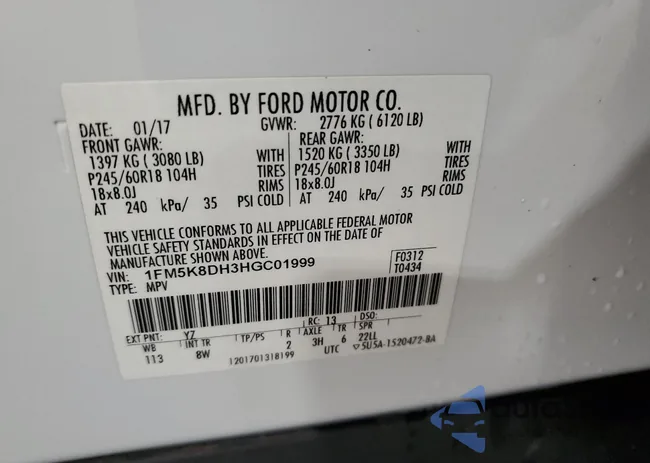 MFD. BY FORD MOTOR CO.
DATE: 01/17 GVWR: 2776 KG ( 6120 LB)
FRONT GAWR: REAR GAWR:
1397 KG ( 3080 LB) WITH 1520 KG ( 3350 LB) WITH
P245/60R18 104H TIRES P245/60R18 104H TIRES
18x8.0J RIMS 18x8.0J RIMS
AT 240 kPa/ 35 PSI COLD AT 240 kPa/ 35 PSI COLD
THIS VEHICLE CONFORMS TO ALL APPLICABLE FEDERAL MOTOR
VEHICLE SAFETY STANDARDS IN EFFECT ON THE DATE OF
MANUFACTURE SHOWN ABOVE.
VIN: 1FM5K8DH3HGC01999 F0312
TYPE: MPV T0434
EXT PNT: Y7 RC: 13 DSO:
WB INT TR TP/PS R AXLE TR SPR
113 8W 2 3H 6 22LL
1201701318199 UTC ▽5U5A-1520472-BA